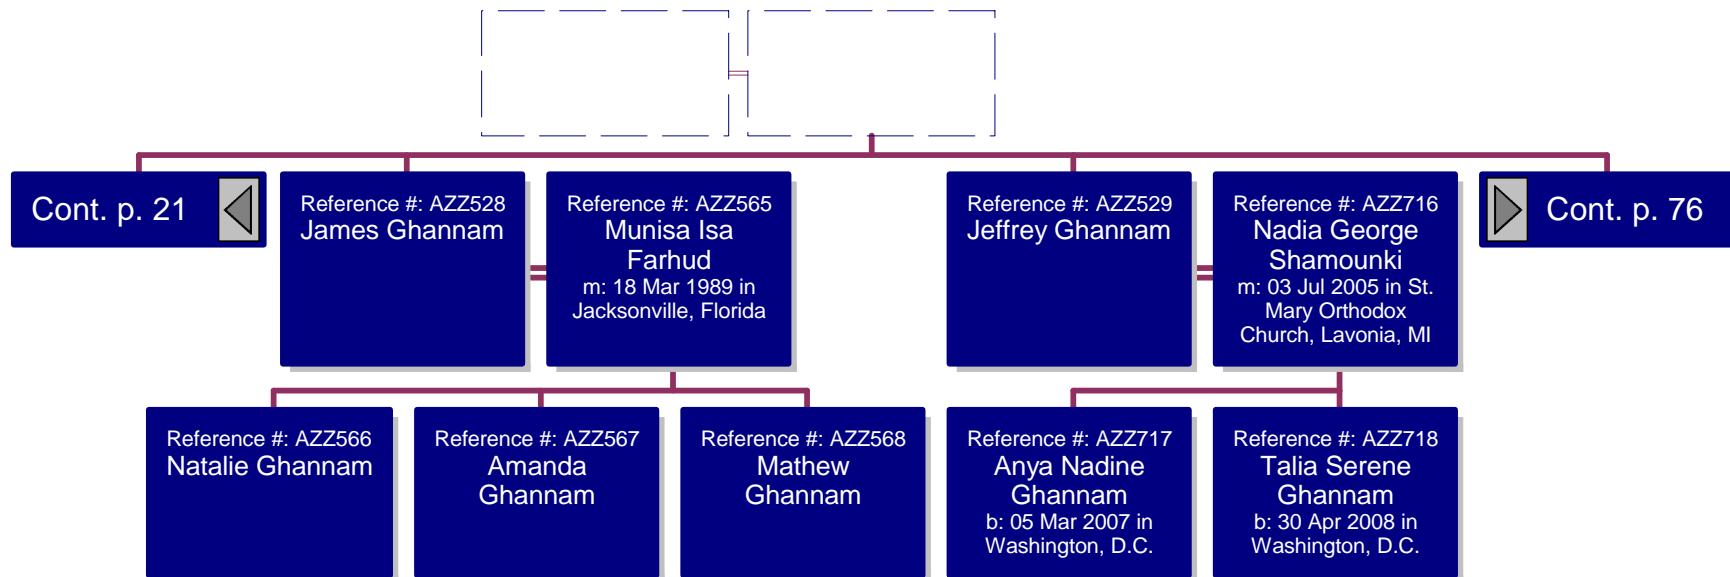 Cont. p. 21
Reference #: AZZ528
James Ghannam
Reference #: AZZ565
Munisa Isa
Farhud
m: 18 Mar 1989 in
Jacksonville, Florida
Reference #: AZZ529
Jeffrey Ghannam
Reference #: AZZ716
Nadia George
Shamounki
m: 03 Jul 2005 in St.
Mary Orthodox
Church, Lavonia, MI
Cont. p. 76
Reference #: AZZ566
Natalie Ghannam
Reference #: AZZ567
Amanda
Ghannam
Reference #: AZZ568
Mathew
Ghannam
Reference #: AZZ717
Anya Nadine
Ghannam
b: 05 Mar 2007 in
Washington, D.C.
Reference #: AZZ718
Talia Serene
Ghannam
b: 30 Apr 2008 in
Washington, D.C.